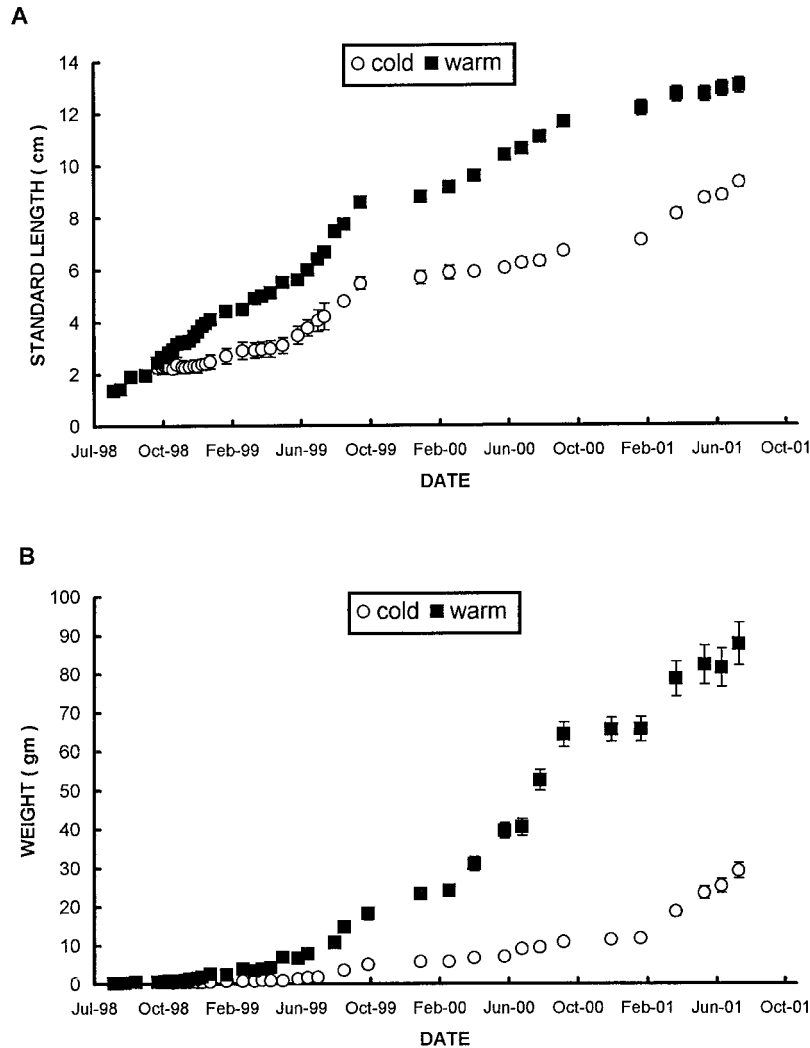 A
○ cold ■ warm
STANDARD LENGTH ( cm )
14
12
10
8
6
4
2
0
Jul-98 Oct-98 Feb-99 Jun-99 Oct-99 Feb-00 Jun-00 Oct-00 Feb-01 Jun-01 Oct-01
DATE
B
○ cold ■ warm
WEIGHT ( gm )
100
90
80
70
60
50
40
30
20
10
0
Jul-98 Oct-98 Feb-99 Jun-99 Oct-99 Feb-00 Jun-00 Oct-00 Feb-01 Jun-01 Oct-01
DATE